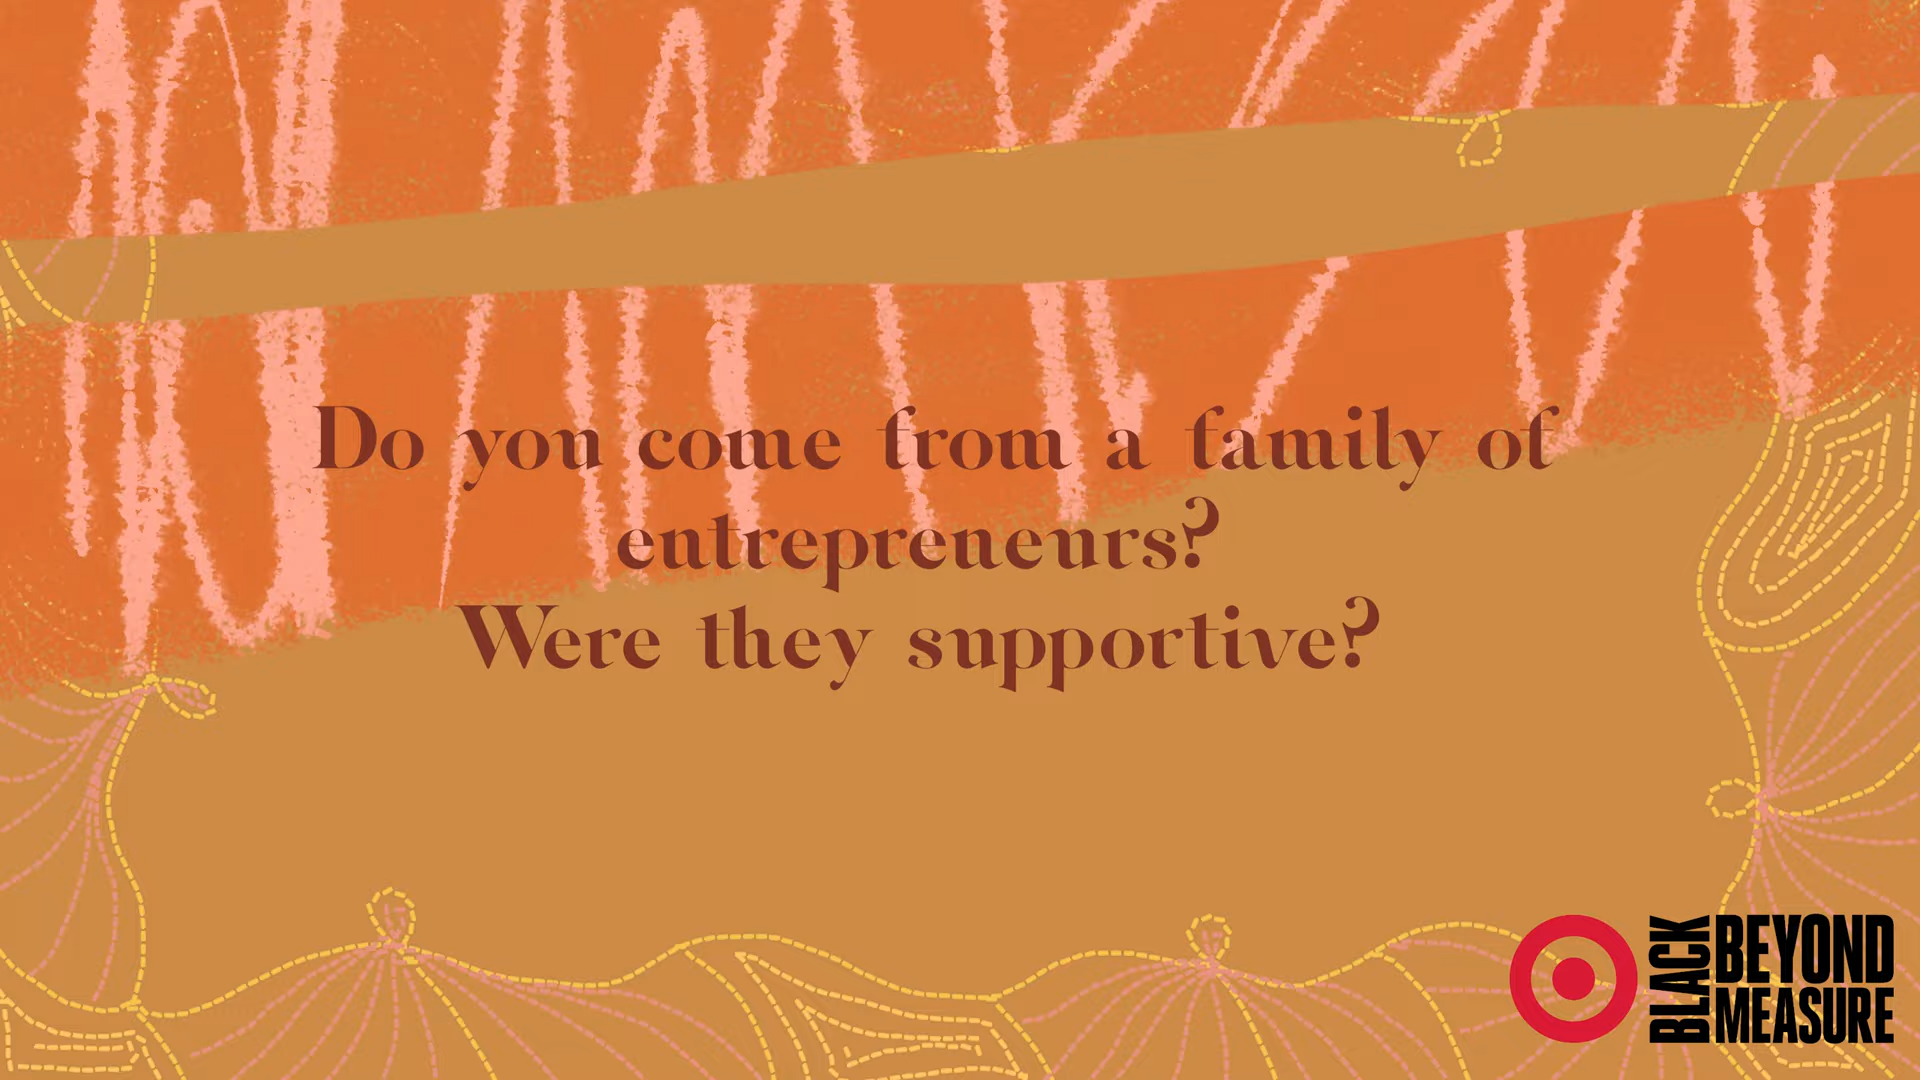 Do you come from a family of
entrepreneurs?
Were they supportive?
BLACK
BEYOND
MEASURE